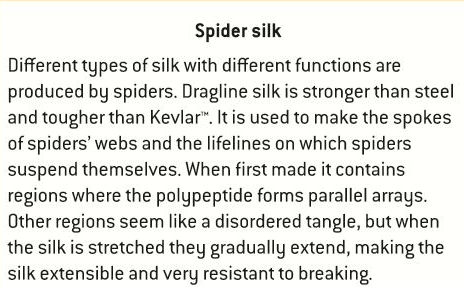 Spider silk
Different types of silk with different functions are
produced by spiders. Dragline silk is stronger than steel
and tougher than Kevlar™. It is used to make the spokes
of spiders' webs and the lifelines on which spiders
suspend themselves. When first made it contains
regions where the polypeptide forms parallel arrays.
Other regions seem like a disordered tangle, but when
the silk is stretched they gradually extend, making the
silk extensible and very resistant to breaking.